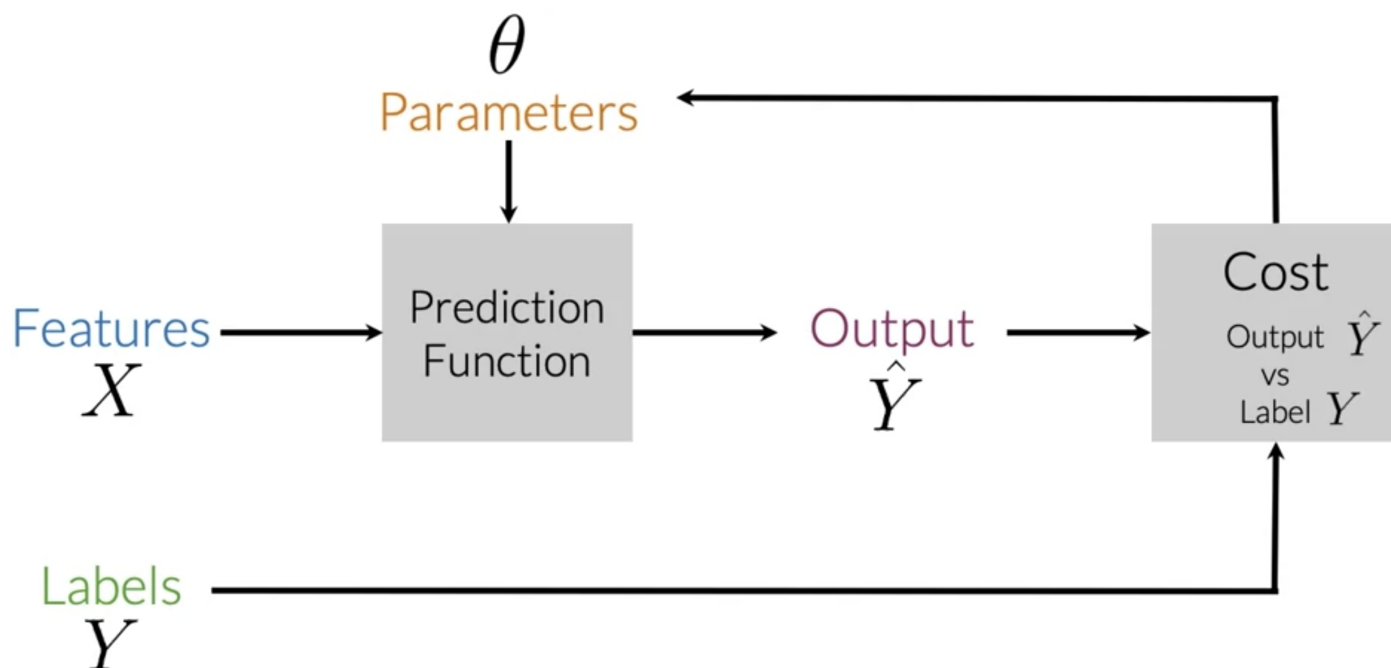 θ
Parameters
Features
X
Prediction
Function
Output
Ŷ
Cost
Output Ŷ
vs
Label Y
Labels
Y